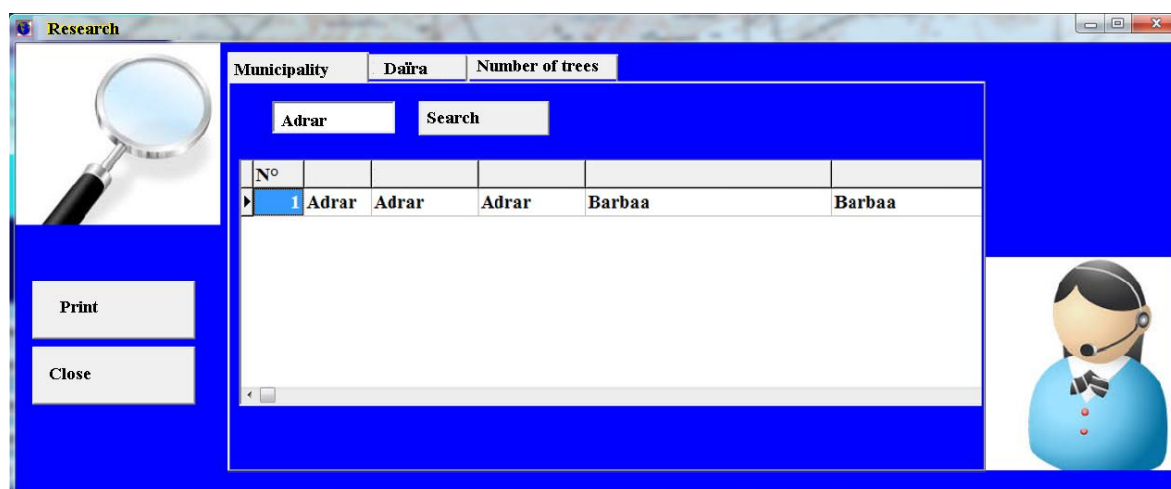 Research
Municipality Daïra Number of trees
Adrar Search
N°
1 Adrar Adrar Adrar Barbaa Barbaa
Print
Close